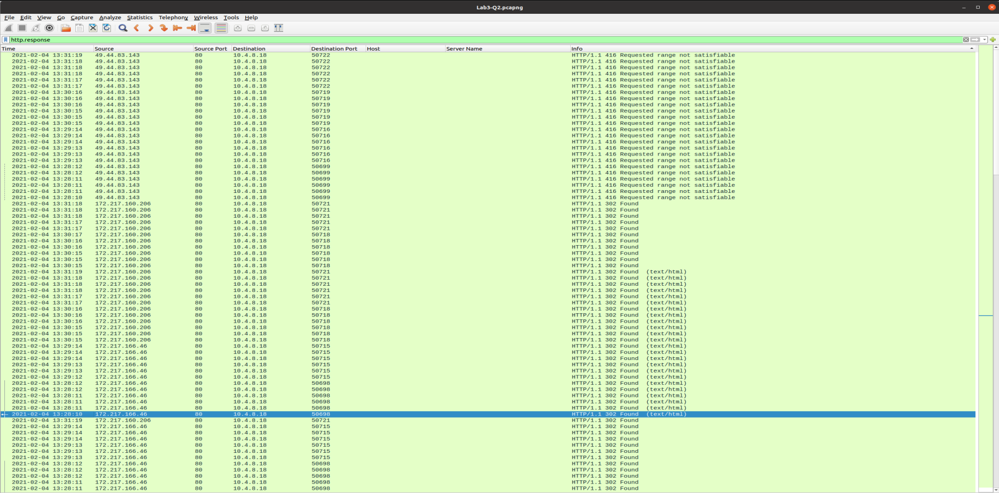 Lab3-Q2.pcapng
File Edit View Go Capture Analyze Statistics Telephony Wireless Tools Help
http.response
Time Source Source Port Destination Destination Port Host Server Name Info
2021-02-04 13:31:19 49.44.83.143 80 10.4.8.18 50722 HTTP/1.1 416 Requested range not satisfiable
2021-02-04 13:31:18 49.44.83.143 80 10.4.8.18 50722 HTTP/1.1 416 Requested range not satisfiable
2021-02-04 13:31:18 49.44.83.143 80 10.4.8.18 50722 HTTP/1.1 416 Requested range not satisfiable
2021-02-04 13:31:18 49.44.83.143 80 10.4.8.18 50722 HTTP/1.1 416 Requested range not satisfiable
2021-02-04 13:31:17 49.44.83.143 80 10.4.8.18 50722 HTTP/1.1 416 Requested range not satisfiable
2021-02-04 13:31:17 49.44.83.143 80 10.4.8.18 50722 HTTP/1.1 416 Requested range not satisfiable
2021-02-04 13:30:16 49.44.83.143 80 10.4.8.18 50719 HTTP/1.1 416 Requested range not satisfiable
2021-02-04 13:30:16 49.44.83.143 80 10.4.8.18 50719 HTTP/1.1 416 Requested range not satisfiable
2021-02-04 13:30:16 49.44.83.143 80 10.4.8.18 50719 HTTP/1.1 416 Requested range not satisfiable
2021-02-04 13:30:15 49.44.83.143 80 10.4.8.18 50719 HTTP/1.1 416 Requested range not satisfiable
2021-02-04 13:30:15 49.44.83.143 80 10.4.8.18 50719 HTTP/1.1 416 Requested range not satisfiable
2021-02-04 13:30:15 49.44.83.143 80 10.4.8.18 50719 HTTP/1.1 416 Requested range not satisfiable
2021-02-04 13:29:14 49.44.83.143 80 10.4.8.18 50716 HTTP/1.1 416 Requested range not satisfiable
2021-02-04 13:29:14 49.44.83.143 80 10.4.8.18 50716 HTTP/1.1 416 Requested range not satisfiable
2021-02-04 13:29:14 49.44.83.143 80 10.4.8.18 50716 HTTP/1.1 416 Requested range not satisfiable
2021-02-04 13:29:13 49.44.83.143 80 10.4.8.18 50716 HTTP/1.1 416 Requested range not satisfiable
2021-02-04 13:29:13 49.44.83.143 80 10.4.8.18 50716 HTTP/1.1 416 Requested range not satisfiable
2021-02-04 13:29:13 49.44.83.143 80 10.4.8.18 50716 HTTP/1.1 416 Requested range not satisfiable
2021-02-04 13:28:12 49.44.83.143 80 10.4.8.18 50699 HTTP/1.1 416 Requested range not satisfiable
2021-02-04 13:28:12 49.44.83.143 80 10.4.8.18 50699 HTTP/1.1 416 Requested range not satisfiable
2021-02-04 13:28:11 49.44.83.143 80 10.4.8.18 50699 HTTP/1.1 416 Requested range not satisfiable
2021-02-04 13:28:11 49.44.83.143 80 10.4.8.18 50699 HTTP/1.1 416 Requested range not satisfiable
2021-02-04 13:28:11 49.44.83.143 80 10.4.8.18 50699 HTTP/1.1 416 Requested range not satisfiable
2021-02-04 13:28:10 49.44.83.143 80 10.4.8.18 50699 HTTP/1.1 416 Requested range not satisfiable
2021-02-04 13:31:18 172.217.160.206 80 10.4.8.18 50721 HTTP/1.1 302 Found
2021-02-04 13:31:18 172.217.160.206 80 10.4.8.18 50721 HTTP/1.1 302 Found
2021-02-04 13:31:18 172.217.160.206 80 10.4.8.18 50721 HTTP/1.1 302 Found
2021-02-04 13:31:17 172.217.160.206 80 10.4.8.18 50721 HTTP/1.1 302 Found
2021-02-04 13:31:17 172.217.160.206 80 10.4.8.18 50721 HTTP/1.1 302 Found
2021-02-04 13:30:17 172.217.160.206 80 10.4.8.18 50718 HTTP/1.1 302 Found
2021-02-04 13:30:16 172.217.160.206 80 10.4.8.18 50718 HTTP/1.1 302 Found
2021-02-04 13:30:16 172.217.160.206 80 10.4.8.18 50718 HTTP/1.1 302 Found
2021-02-04 13:30:15 172.217.160.206 80 10.4.8.18 50718 HTTP/1.1 302 Found
2021-02-04 13:30:15 172.217.160.206 80 10.4.8.18 50718 HTTP/1.1 302 Found
2021-02-04 13:30:15 172.217.160.206 80 10.4.8.18 50718 HTTP/1.1 302 Found
2021-02-04 13:31:19 172.217.160.206 80 10.4.8.18 50721 HTTP/1.1 302 Found (text/html)
2021-02-04 13:31:18 172.217.160.206 80 10.4.8.18 50721 HTTP/1.1 302 Found (text/html)
2021-02-04 13:31:18 172.217.160.206 80 10.4.8.18 50721 HTTP/1.1 302 Found (text/html)
2021-02-04 13:31:18 172.217.160.206 80 10.4.8.18 50721 HTTP/1.1 302 Found (text/html)
2021-02-04 13:31:17 172.217.160.206 80 10.4.8.18 50721 HTTP/1.1 302 Found (text/html)
2021-02-04 13:31:17 172.217.160.206 80 10.4.8.18 50721 HTTP/1.1 302 Found (text/html)
2021-02-04 13:30:16 172.217.160.206 80 10.4.8.18 50718 HTTP/1.1 302 Found (text/html)
2021-02-04 13:30:16 172.217.160.206 80 10.4.8.18 50718 HTTP/1.1 302 Found (text/html)
2021-02-04 13:30:16 172.217.160.206 80 10.4.8.18 50718 HTTP/1.1 302 Found (text/html)
2021-02-04 13:30:15 172.217.160.206 80 10.4.8.18 50718 HTTP/1.1 302 Found (text/html)
2021-02-04 13:30:15 172.217.160.206 80 10.4.8.18 50718 HTTP/1.1 302 Found (text/html)
2021-02-04 13:30:15 172.217.160.206 80 10.4.8.18 50718 HTTP/1.1 302 Found (text/html)
2021-02-04 13:29:14 172.217.166.46 80 10.4.8.18 50715 HTTP/1.1 302 Found (text/html)
2021-02-04 13:29:14 172.217.166.46 80 10.4.8.18 50715 HTTP/1.1 302 Found (text/html)
2021-02-04 13:29:14 172.217.166.46 80 10.4.8.18 50715 HTTP/1.1 302 Found (text/html)
2021-02-04 13:29:13 172.217.166.46 80 10.4.8.18 50715 HTTP/1.1 302 Found (text/html)
2021-02-04 13:29:13 172.217.166.46 80 10.4.8.18 50715 HTTP/1.1 302 Found (text/html)
2021-02-04 13:29:12 172.217.166.46 80 10.4.8.18 50715 HTTP/1.1 302 Found (text/html)
2021-02-04 13:28:12 172.217.166.46 80 10.4.8.18 50698 HTTP/1.1 302 Found (text/html)
2021-02-04 13:28:12 172.217.166.46 80 10.4.8.18 50698 HTTP/1.1 302 Found (text/html)
2021-02-04 13:28:11 172.217.166.46 80 10.4.8.18 50698 HTTP/1.1 302 Found (text/html)
2021-02-04 13:28:11 172.217.166.46 80 10.4.8.18 50698 HTTP/1.1 302 Found (text/html)
2021-02-04 13:28:11 172.217.166.46 80 10.4.8.18 50698 HTTP/1.1 302 Found (text/html)
2021-02-04 13:28:10 172.217.166.46 80 10.4.8.18 50698 HTTP/1.1 302 Found (text/html)
2021-02-04 13:31:19 172.217.160.206 80 10.4.8.18 50721 HTTP/1.1 302 Found
2021-02-04 13:29:14 172.217.166.46 80 10.4.8.18 50715 HTTP/1.1 302 Found
2021-02-04 13:29:14 172.217.166.46 80 10.4.8.18 50715 HTTP/1.1 302 Found
2021-02-04 13:29:14 172.217.166.46 80 10.4.8.18 50715 HTTP/1.1 302 Found
2021-02-04 13:29:13 172.217.166.46 80 10.4.8.18 50715 HTTP/1.1 302 Found
2021-02-04 13:29:13 172.217.166.46 80 10.4.8.18 50715 HTTP/1.1 302 Found
2021-02-04 13:29:13 172.217.166.46 80 10.4.8.18 50715 HTTP/1.1 302 Found
2021-02-04 13:28:12 172.217.166.46 80 10.4.8.18 50698 HTTP/1.1 302 Found
2021-02-04 13:28:12 172.217.166.46 80 10.4.8.18 50698 HTTP/1.1 302 Found
2021-02-04 13:28:12 172.217.166.46 80 10.4.8.18 50698 HTTP/1.1 302 Found
2021-02-04 13:28:11 172.217.166.46 80 10.4.8.18 50698 HTTP/1.1 302 Found
2021-02-04 13:28:11 172.217.166.46 80 10.4.8.18 50698 HTTP/1.1 302 Found